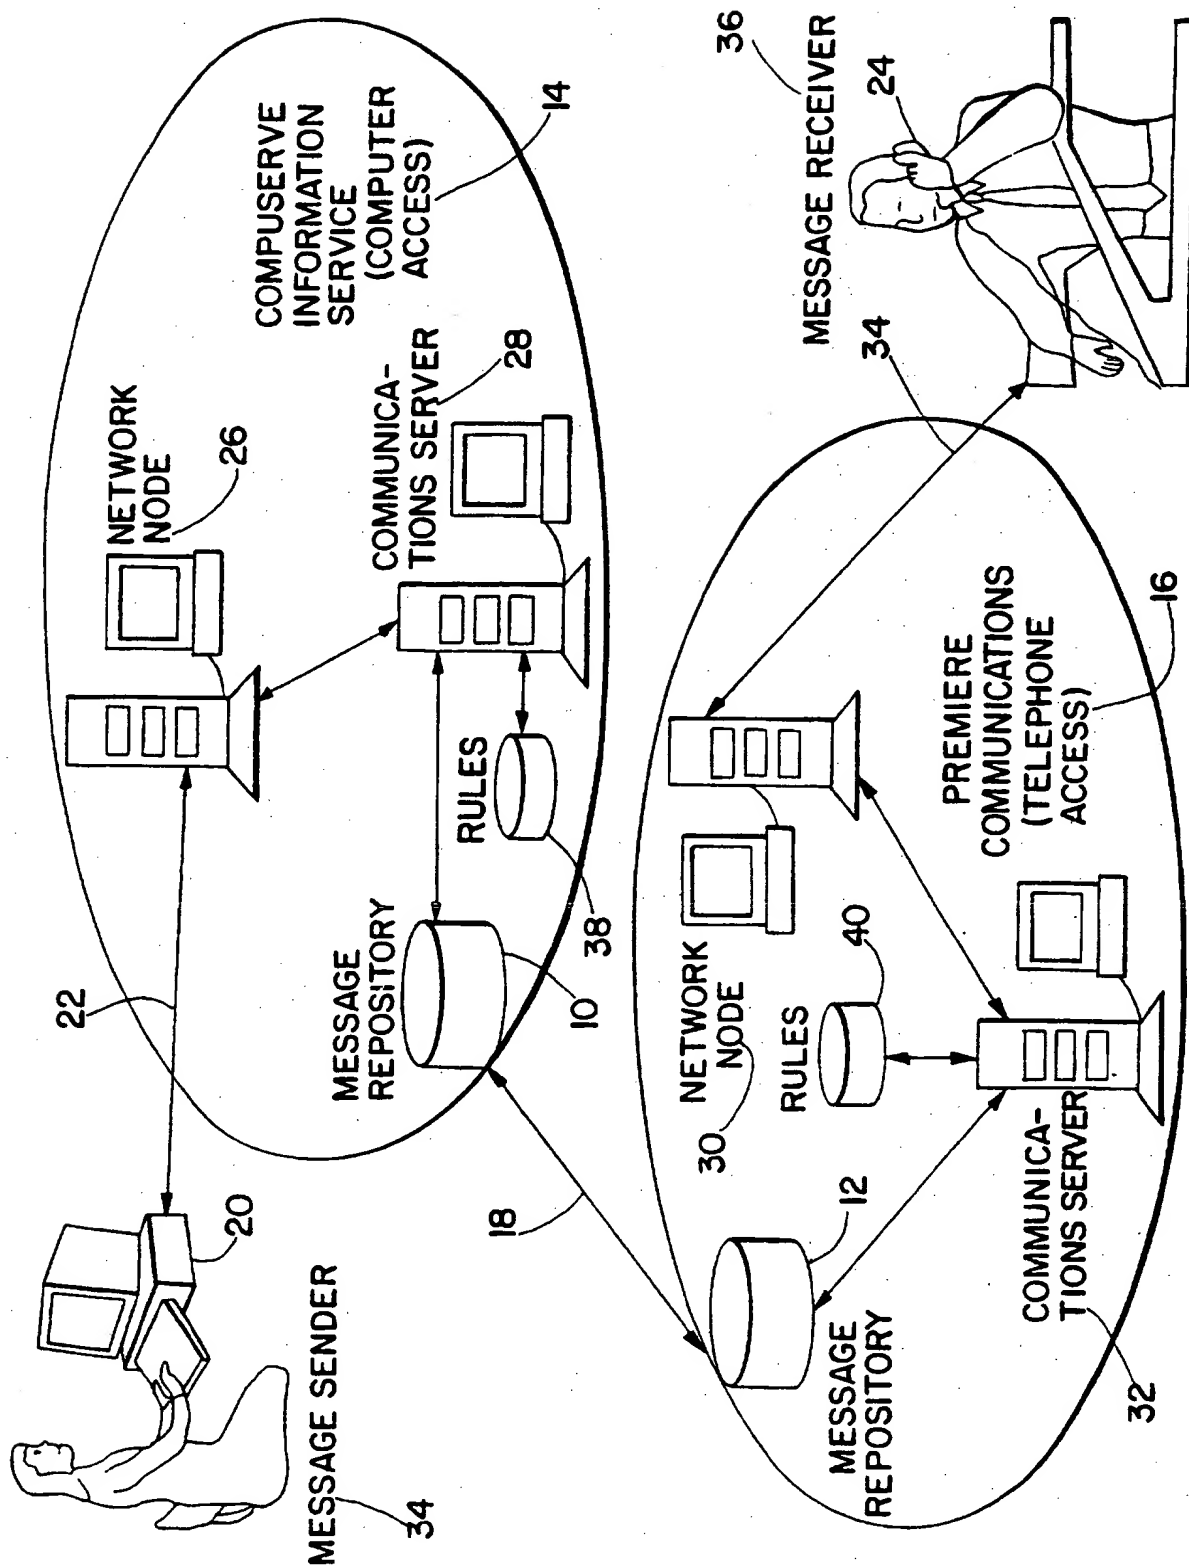 MESSAGE SENDER
34
20
22
NETWORK
NODE
26
COMPUSERVE
INFORMATION
SERVICE
(COMPUTER
ACCESS)
14
COMMUNICA-
TIONS SERVER
28
MESSAGE
REPOSITORY
10
RULES
38
18
MESSAGE
REPOSITORY
12
NETWORK
NODE
30
RULES
40
COMMUNICA-
TIONS SERVER
32
PREMIERE
COMMUNICATIONS
(TELEPHONE
ACCESS)
16
34
MESSAGE RECEIVER
36
24